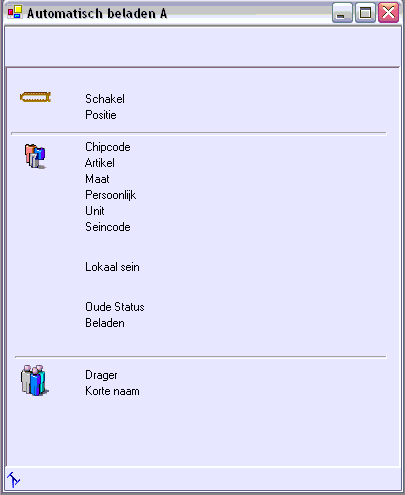 Automatisch beladen A
Schakel
Positie
Chipcode
Artikel
Maat
Persoonlijk
Unit
Seincode
Lokaal sein
Oude Status
Beladen
Drager
Korte naam